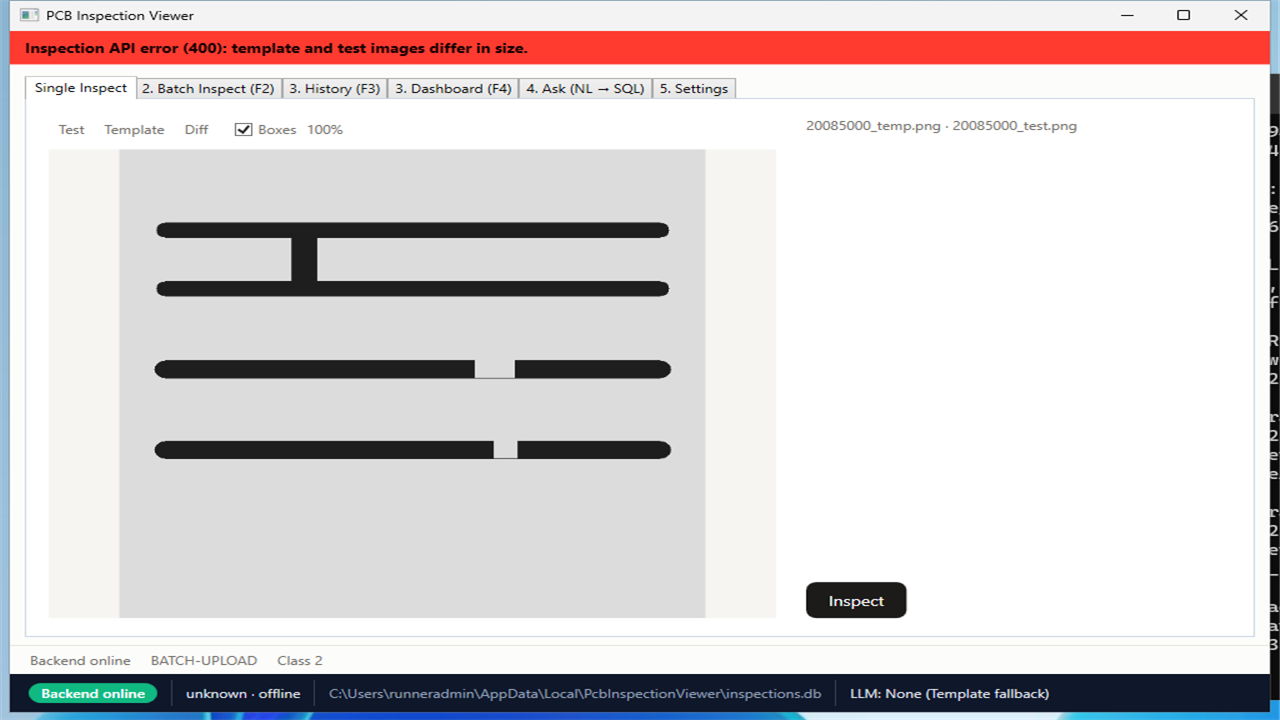 PCB Inspection Viewer
Inspection API error (400): template and test images differ in size.
Single Inspect 2. Batch Inspect (F2) 3. History (F3) 3. Dashboard (F4) 4. Ask (NL → SQL) 5. Settings
Test Template Diff Boxes 100%
20085000_temp.png · 20085000_test.png
Inspect
Backend online BATCH-UPLOAD Class 2
Backend online unknown · offline C:\Users\runneradmin\AppData\Local\PcbInspectionViewer\inspections.db LLM: None (Template fallback)